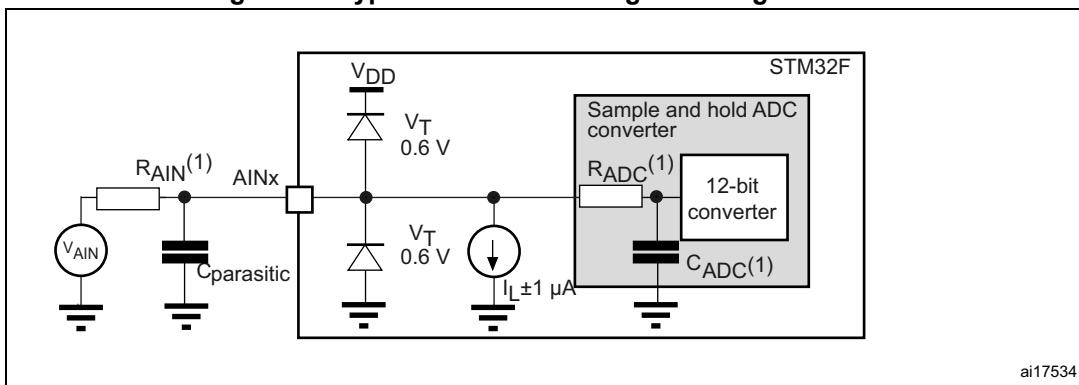 STM32F
VDD
Sample and hold ADC
converter
VT
0.6 V
RAIN(1)
AINx
RADC(1)
12-bit
converter
VAIN
Cparasitic
VT
0.6 V
IL±1 µA
CADC(1)
ai17534